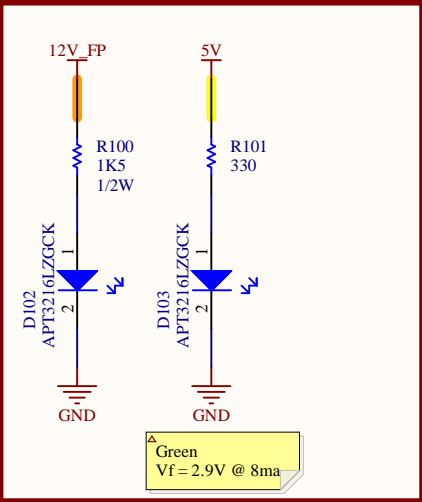 12V_FP
5V
R100
1K5
1/2W
R101
330
1
2
D102
APT3216LZGCK
1
2
D103
APT3216LZGCK
GND
GND
Green
Vf = 2.9V @ 8ma